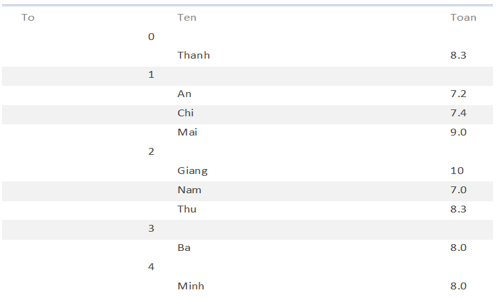 To Ten Toan
0
Thanh 8.3
1
An 7.2
Chi 7.4
Mai 9.0
2
Giang 10
Nam 7.0
Thu 8.3
3
Ba 8.0
4
Minh 8.0